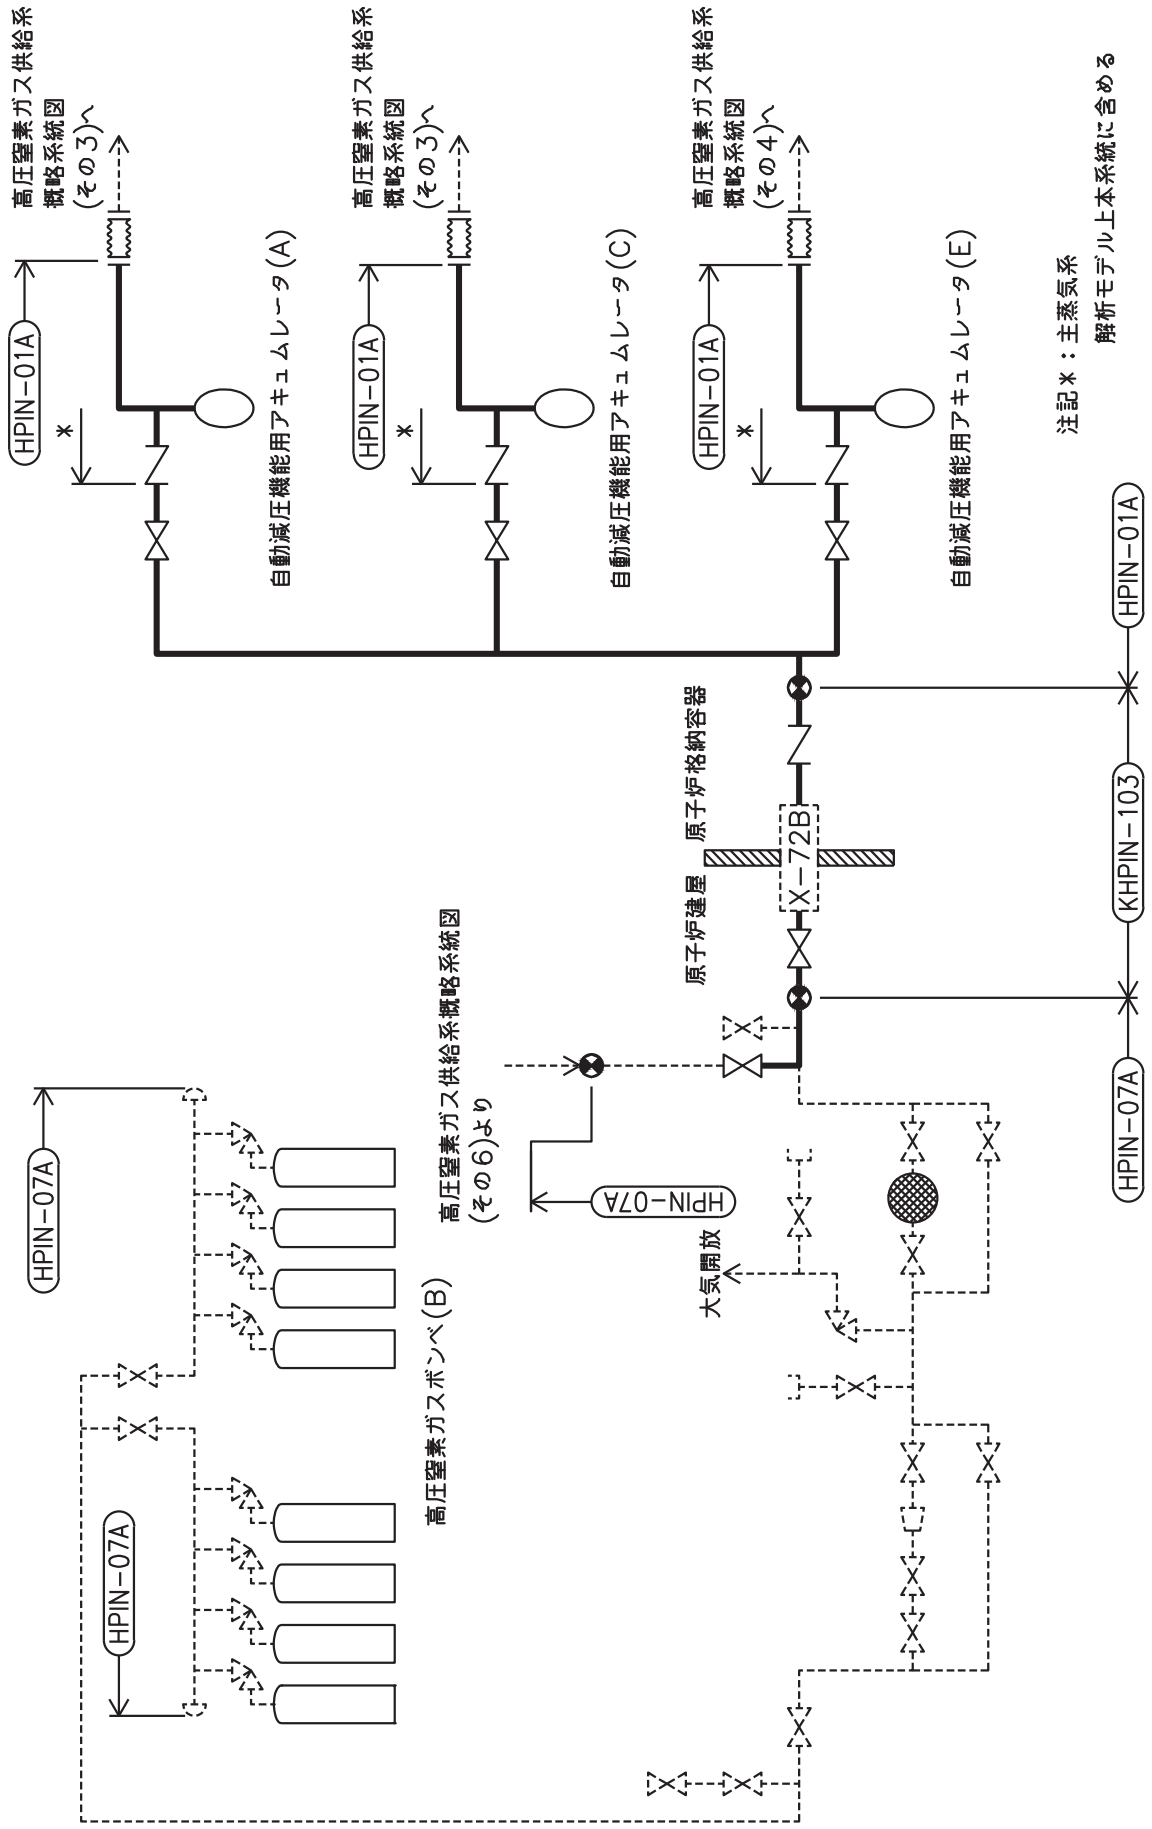 高圧窒素ガス供給系
概略系統図
(その3)へ
HPIN-01A
*
自動減圧機能用アキュムレータ(A)
高圧窒素ガス供給系
概略系統図
(その3)へ
HPIN-01A
*
自動減圧機能用アキュムレータ(C)
高圧窒素ガス供給系
概略系統図
(その4)へ
HPIN-01A
*
自動減圧機能用アキュムレータ(E)
注記*:主蒸気系
解析モデル上本系統に含める
原子炉格納容器
X-72B
原子炉建屋
HPIN-01A
KHPIN-103
HPIN-07A
高圧窒素ガス供給系概略系統図
(その6)より
HPIN-07A
大気開放
HPIN-07A
高圧窒素ガスボンベ(B)
HPIN-07A